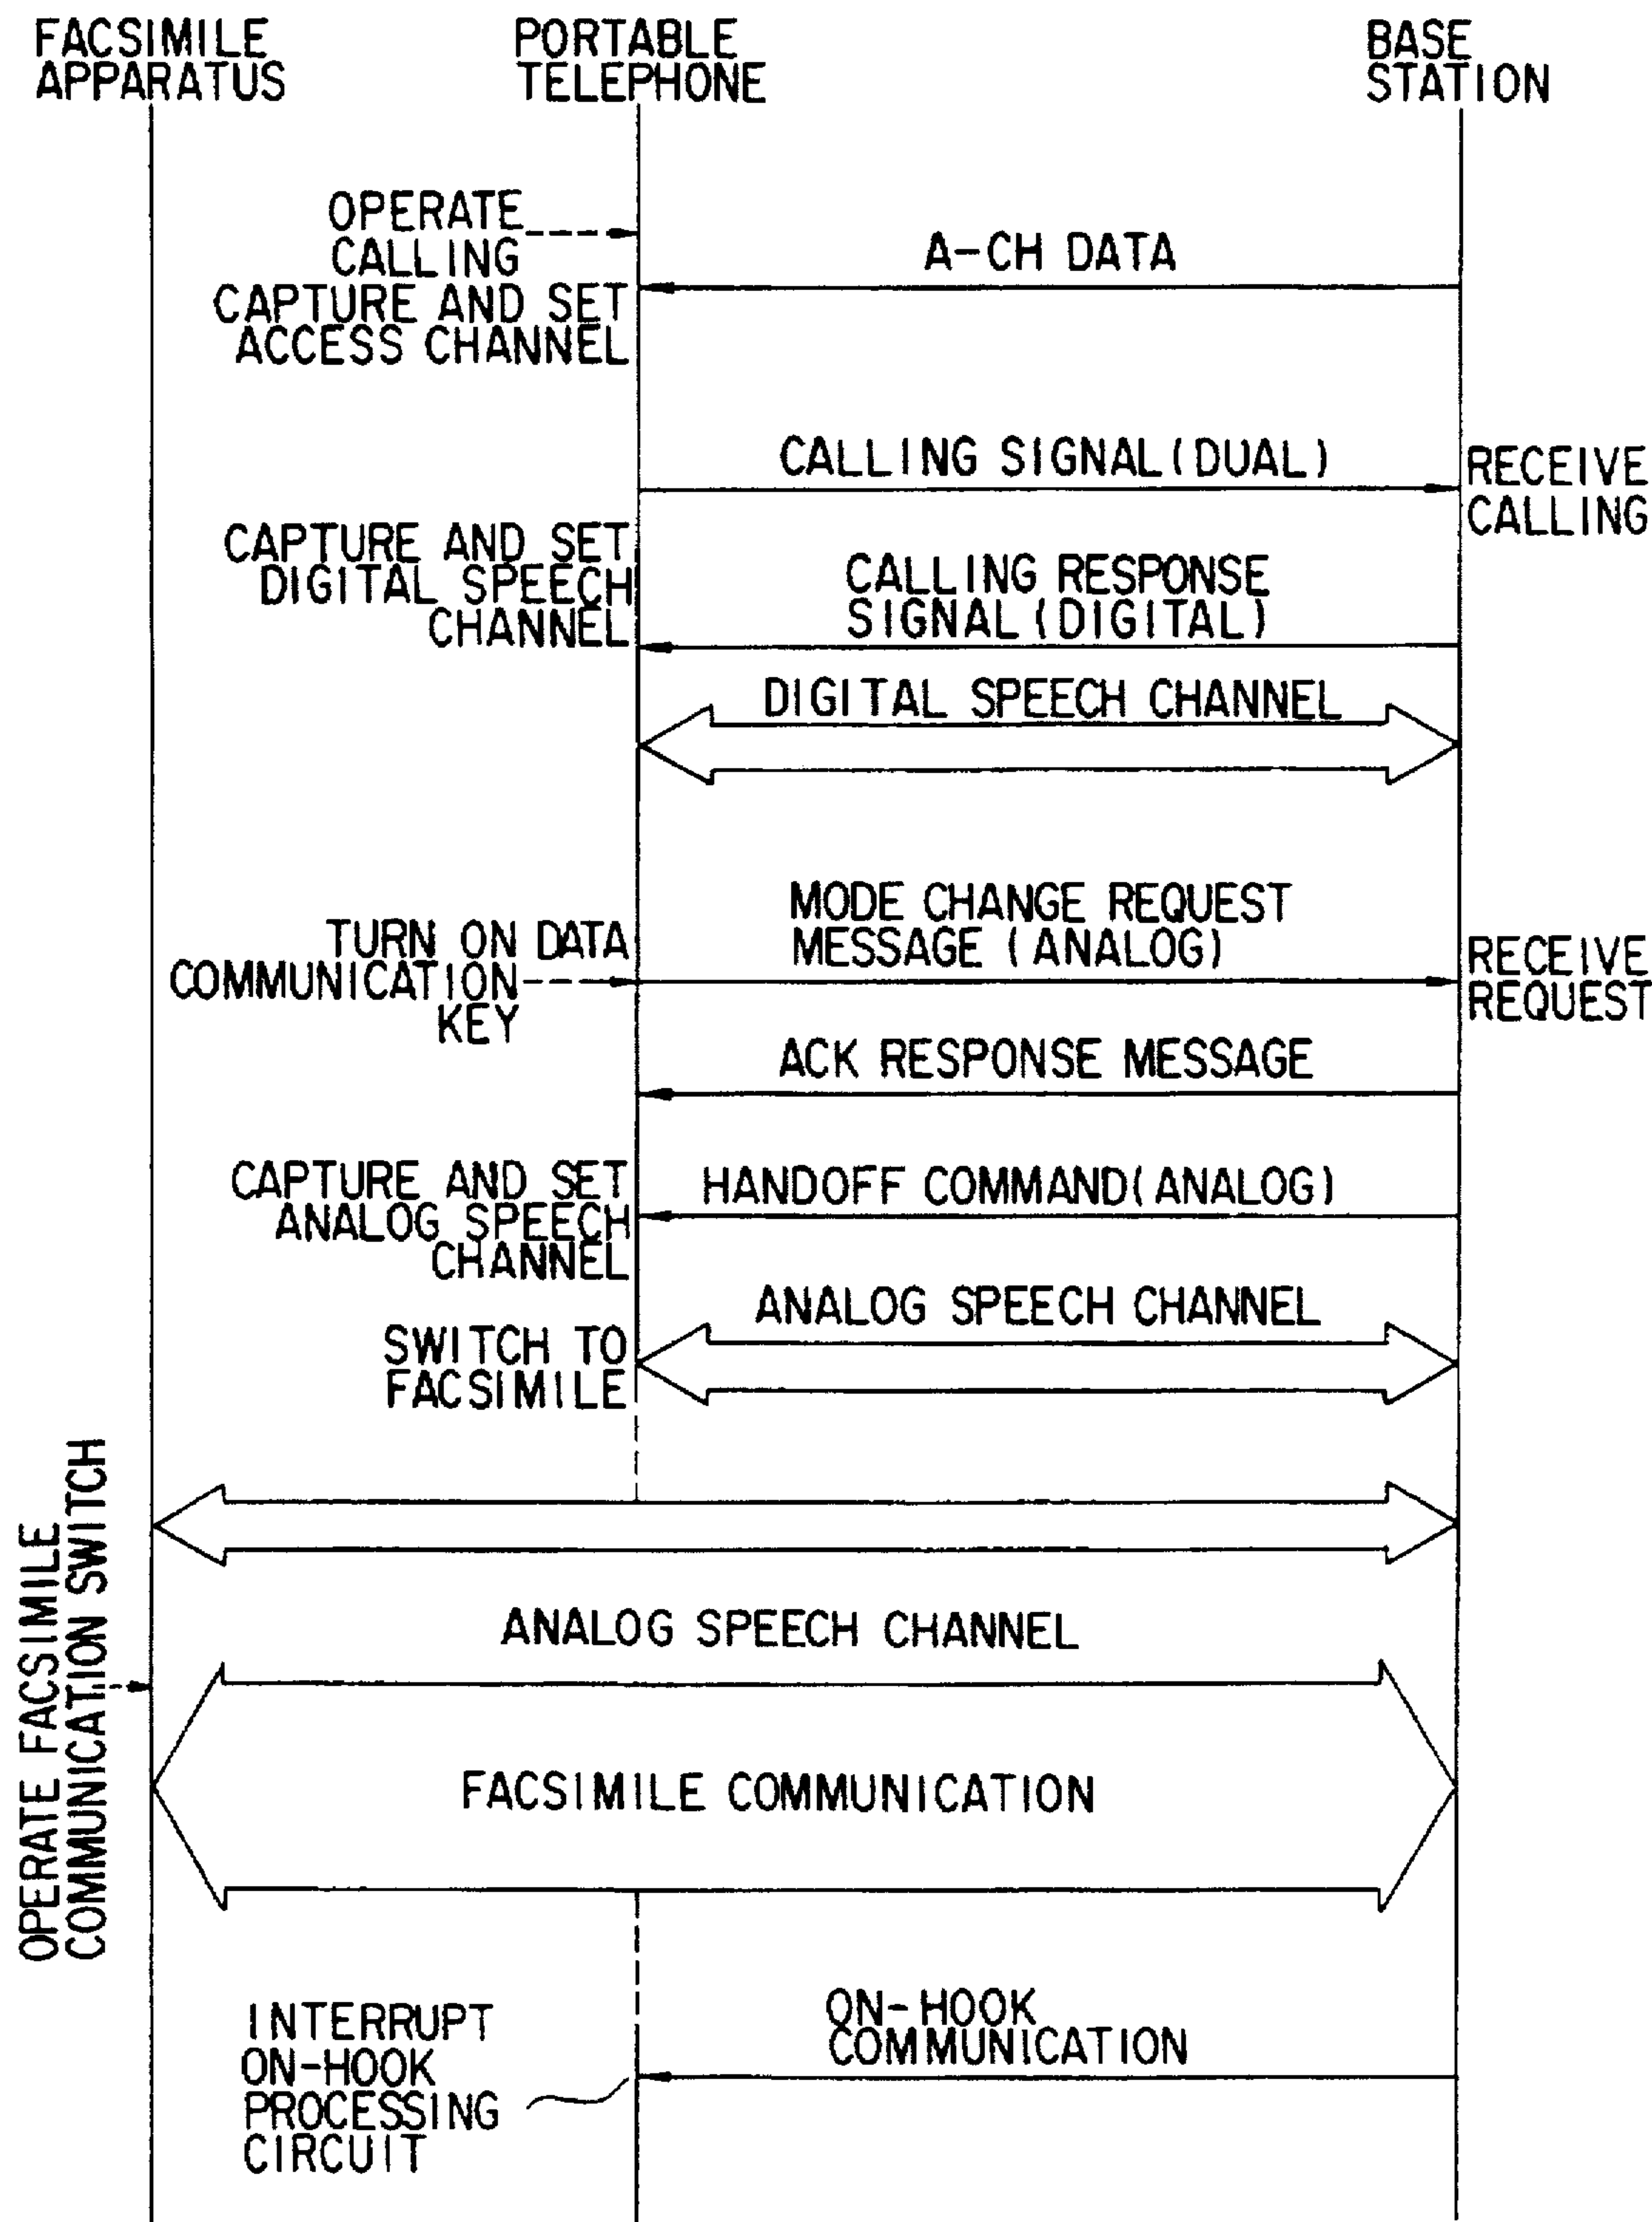 FACSIMILE
APPARATUS
PORTABLE
TELEPHONE
BASE
STATION
OPERATE
CALLING
CAPTURE AND SET
ACCESS CHANNEL
A-CH DATA
CALLING SIGNAL (DUAL)
RECEIVE
CALLING
CAPTURE AND SET
DIGITAL SPEECH
CHANNEL
CALLING RESPONSE
SIGNAL (DIGITAL)
DIGITAL SPEECH CHANNEL
TURN ON DATA
COMMUNICATION
KEY
MODE CHANGE REQUEST
MESSAGE (ANALOG)
RECEIVE
REQUEST
ACK RESPONSE MESSAGE
CAPTURE AND SET
ANALOG SPEECH
CHANNEL
HANDOFF COMMAND (ANALOG)
ANALOG SPEECH CHANNEL
SWITCH TO
FACSIMILE
OPERATE FACSIMILE
COMMUNICATION SWITCH
ANALOG SPEECH CHANNEL
FACSIMILE COMMUNICATION
INTERRUPT
ON-HOOK
PROCESSING
CIRCUIT
ON-HOOK
COMMUNICATION